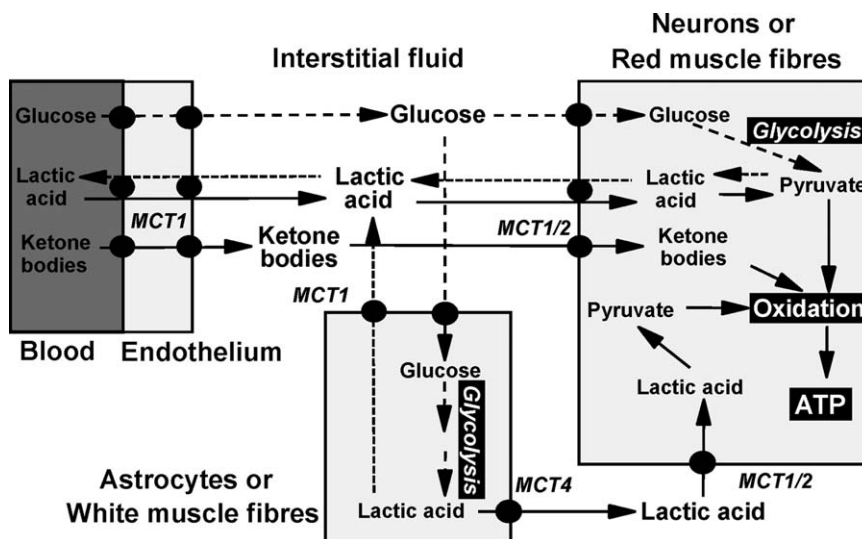 Neurons or
Red muscle fibres
Interstitial fluid
Glucose
Glucose
Glucose
Glycolysis
Lactic
acid
Lactic
acid
Lactic
acid
Pyruvate
MCT1
MCT1/2
Ketone
bodies
Ketone
bodies
Ketone
bodies
MCT1
Pyruvate
Oxidation
Blood
Endothelium
Glucose
Glycolysis
Lactic acid
ATP
Astrocytes or
White muscle fibres
Lactic acid
MCT4
Lactic acid
MCT1/2